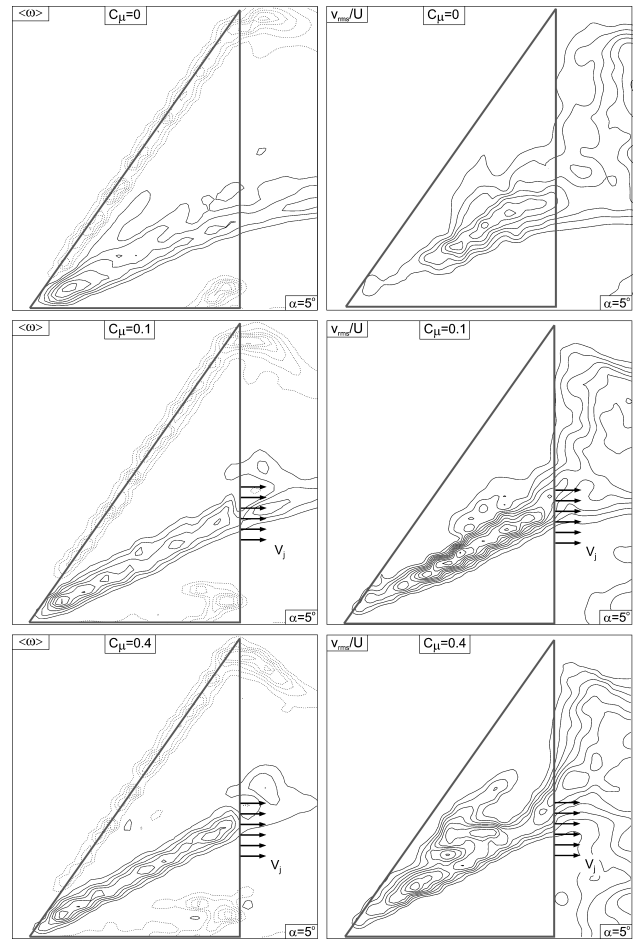 <ω> Cμ=0
α=5°
vrms/U Cμ=0
α=5°
<ω> Cμ=0.1
Vj
α=5°
vrms/U Cμ=0.1
Vj
α=5°
<ω> Cμ=0.4
Vj
α=5°
vrms/U Cμ=0.4
Vj
α=5°